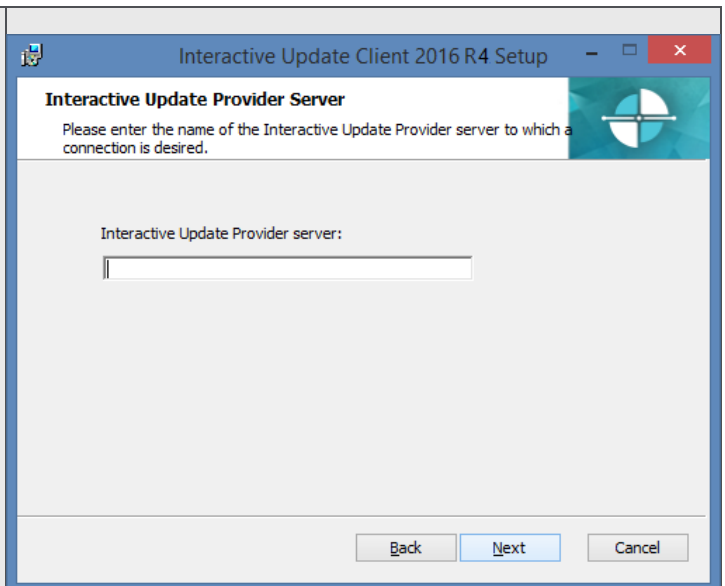 Interactive Update Client 2016 R4 Setup
Interactive Update Provider Server
Please enter the name of the Interactive Update Provider server to which a
connection is desired.
Interactive Update Provider server:
Back Next Cancel